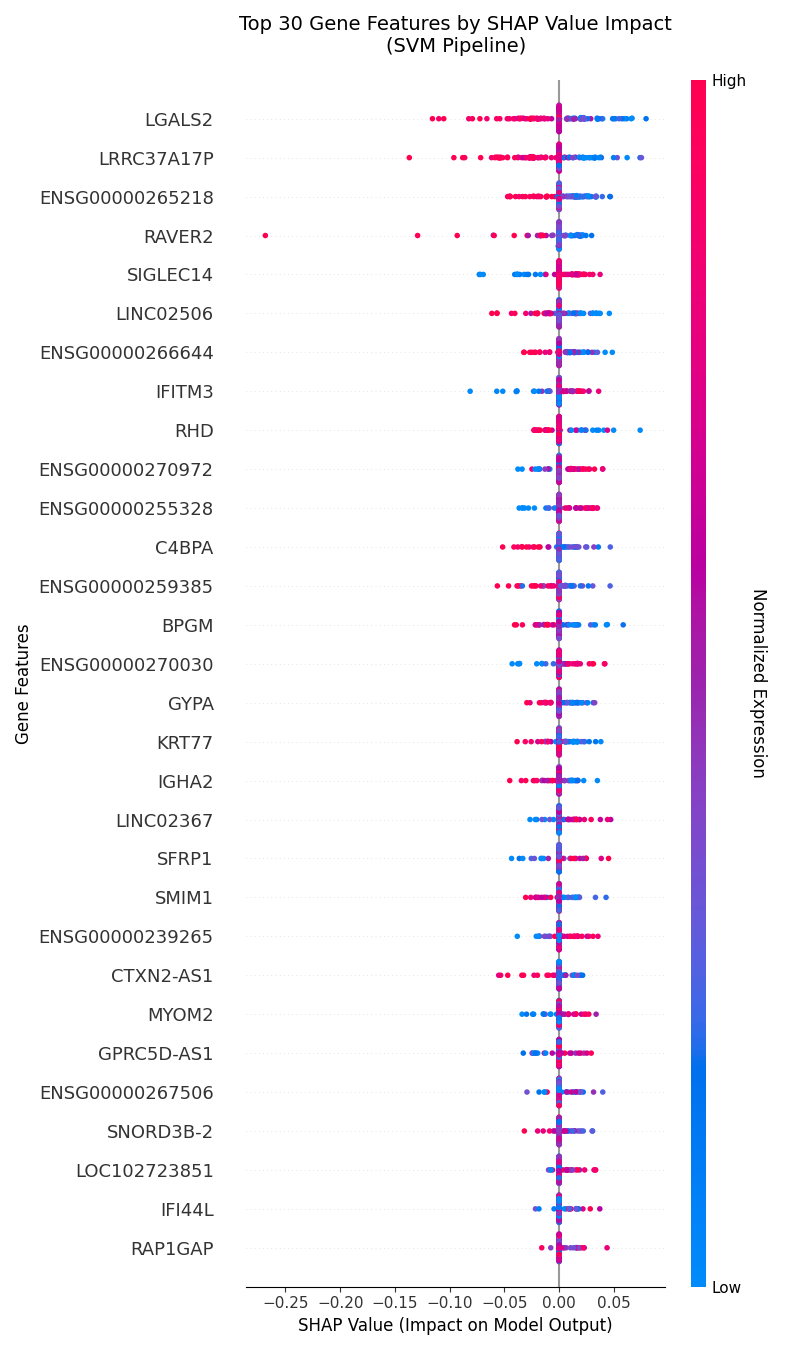 Top 30 Gene Features by SHAP Value Impact
(SVM Pipeline)
High
LGALS2
LRRC37A17P
ENSG00000265218
RAVER2
SIGLEC14
LINC02506
ENSG00000266644
IFITM3
RHD
ENSG00000270972
ENSG00000255328
C4BPA
ENSG00000259385
BPGM
ENSG00000270030
GYPA
KRT77
IGHA2
LINC02367
SFRP1
SMIM1
ENSG00000239265
CTXN2-AS1
MYOM2
GPRC5D-AS1
ENSG00000267506
SNORD3B-2
LOC102723851
IFI44L
RAP1GAP
Gene Features
Normalized Expression
Low
−0.25 −0.20 −0.15 −0.10 −0.05 0.00 0.05
SHAP Value (Impact on Model Output)